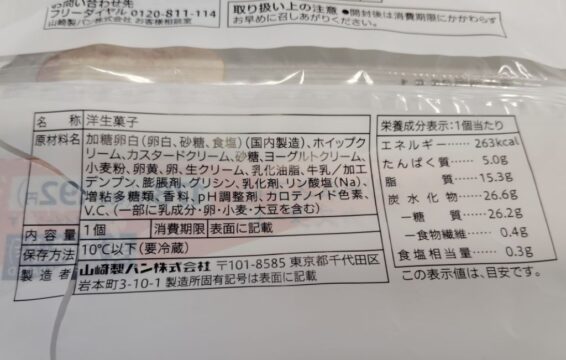 お問い合わせ先
フリーダイヤル 0120-811-114
山崎製パン株式会社 お客様相談室
取り扱い上の注意 ●開封後は消費期限にかかわらず
お早めに召しあがりください。
名称 洋生菓子
原材料名 加糖卵白(卵白、砂糖、食塩)(国内製造)、ホイップク
リーム、カスタードクリーム、砂糖、ヨーグルトクリーム、
小麦粉、卵黄、卵、生クリーム、乳化油脂、牛乳/加工
デンプン、膨脹剤、グリシン、乳化剤、リン酸塩(Na)、
増粘多糖類、香料、pH調整剤、カロテノイド色素、
V.C、(一部に乳成分・卵・小麦・大豆を含む)
内容量 1個 消費期限 表面に記載
保存方法 10℃以下(要冷蔵)
製造者 山崎製パン株式会社 〒101-8585 東京都千代田区
岩本町3-10-1 製造所固有記号は表面に記載
栄養成分表示:1個当たり
エネルギー…… 263kcal
たんぱく質…… 5.0g
脂質…… 15.3g
炭水化物…… 26.6g
-糖質…… 26.2g
-食物繊維…… 0.4g
食塩相当量…… 0.3g
この表示値は、目安です。